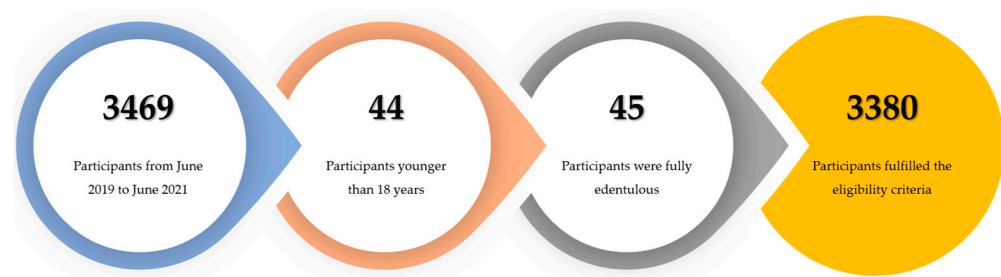 3469
Participants from June
2019 to June 2021
44
Participants younger
than 18 years
45
Participants were fully
edentulous
3380
Participants fulfilled the
eligibility criteria